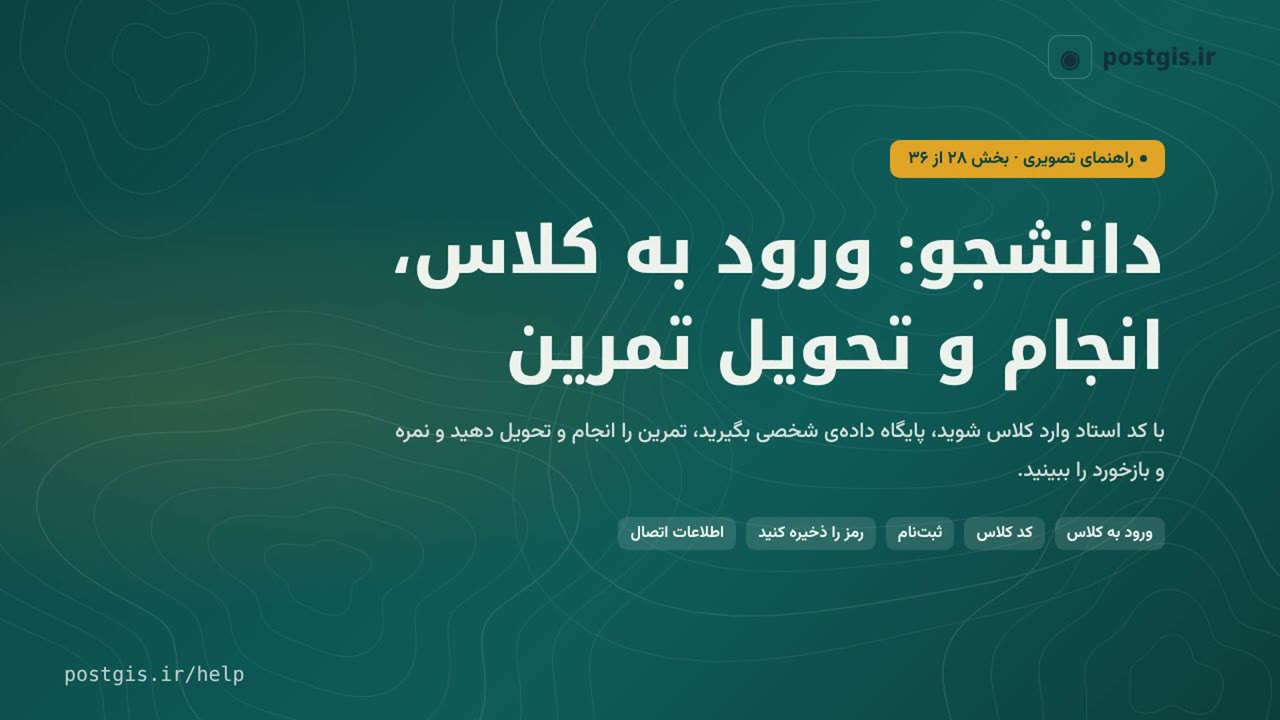 postgis.ir
راهنمای تصویری · بخش ۲۸ از ۳۶
دانشجو: ورود به کلاس،
انجام و تحویل تمرین
با کد استاد وارد کلاس شوید، پایگاه داده‌ی شخصی بگیرید، تمرین را انجام و تحویل دهید و نمره
و بازخورد را ببینید.
ورود به کلاس کد کلاس ثبت‌نام رمز را ذخیره کنید اطلاعات اتصال
postgis.ir/help